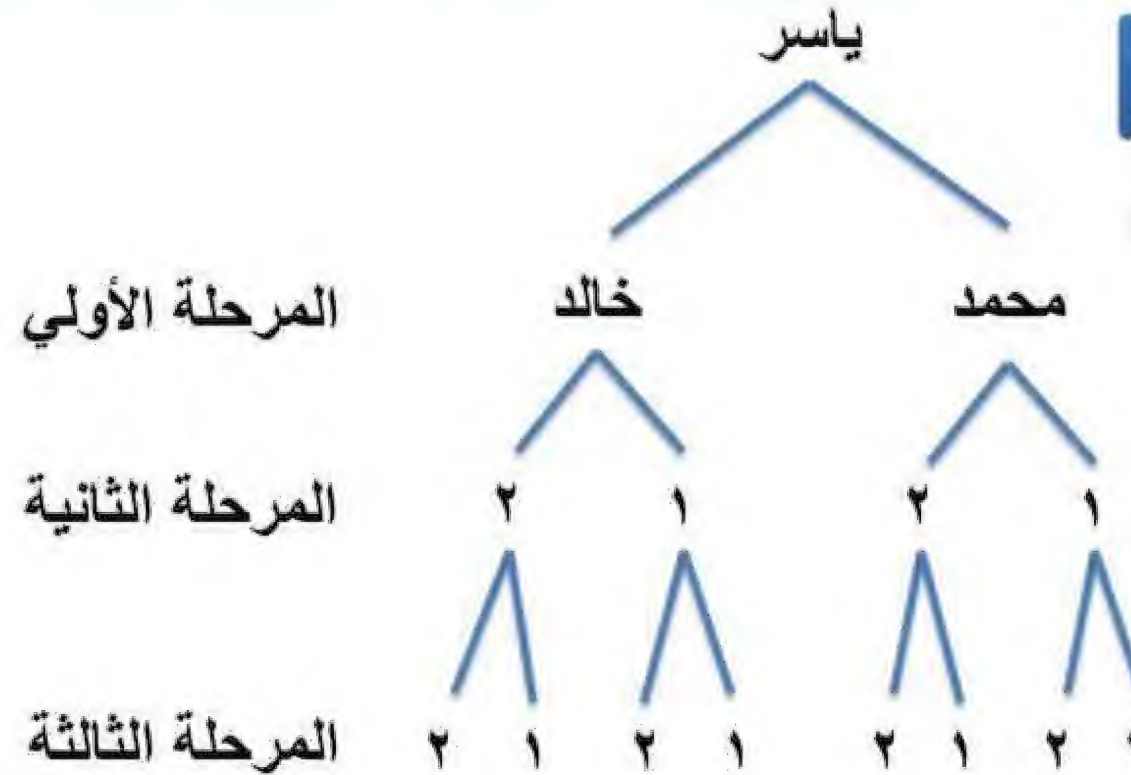 ياسر
المرحلة الأولي خالد محمد
المرحلة الثانية ٢ ١ ٢ ١
المرحلة الثالثة ٢ ١ ٢ ١ ٢ ١ ٢